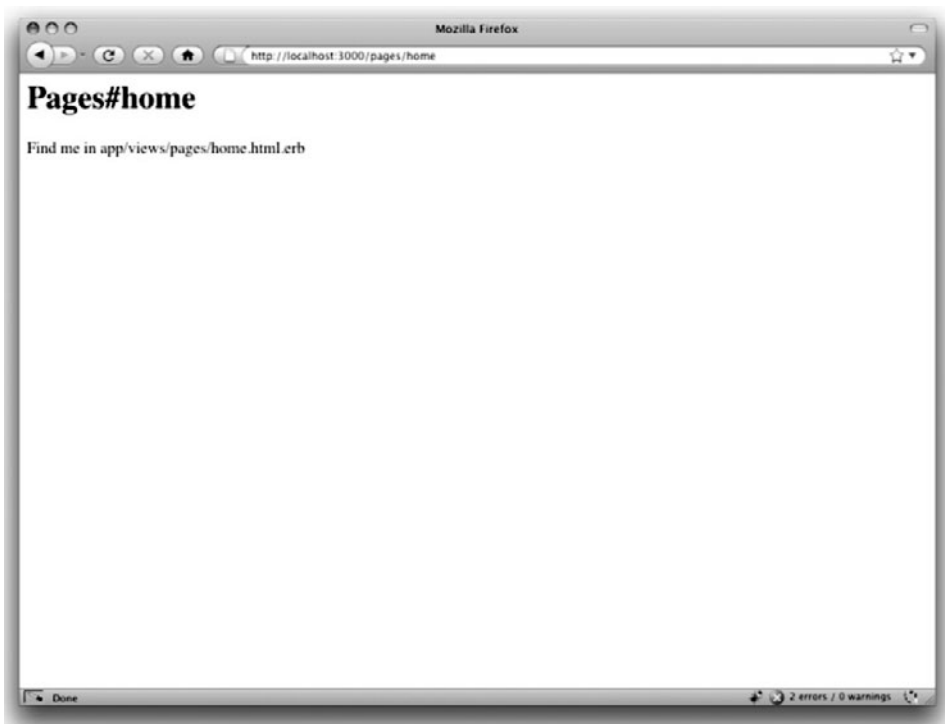 Mozilla Firefox
http://localhost:3000/pages/home
Pages#home
Find me in app/views/pages/home.html.erb
Done
2 errors / 0 warnings